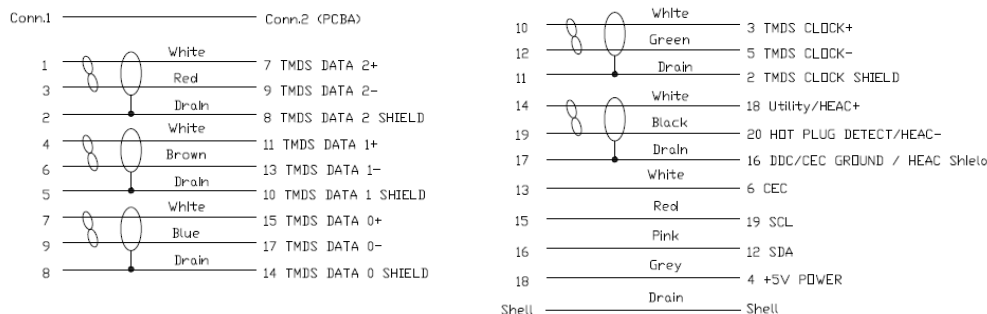 Conn.1 Conn.2 (PCBA)
White
1 7 TMDS DATA 2+
Red
3 9 TMDS DATA 2-
Drain
2 8 TMDS DATA 2 SHIELD
White
4 11 TMDS DATA 1+
Brown
6 13 TMDS DATA 1-
Drain
5 10 TMDS DATA 1 SHIELD
White
7 15 TMDS DATA 0+
Blue
9 17 TMDS DATA 0-
Drain
8 14 TMDS DATA 0 SHIELD
White
10 3 TMDS CLOCK+
Green
12 5 TMDS CLOCK-
Drain
11 2 TMDS CLOCK SHIELD
White
14 18 Utility/HEAC+
Black
19 20 HOT PLUG DETECT/HEAC-
Drain
17 16 DDC/CEC GROUND / HEAC Shield
White
13 6 CEC
Red
15 19 SCL
Pink
16 12 SDA
Grey
18 4 +5V POWER
Drain
Shell Shell